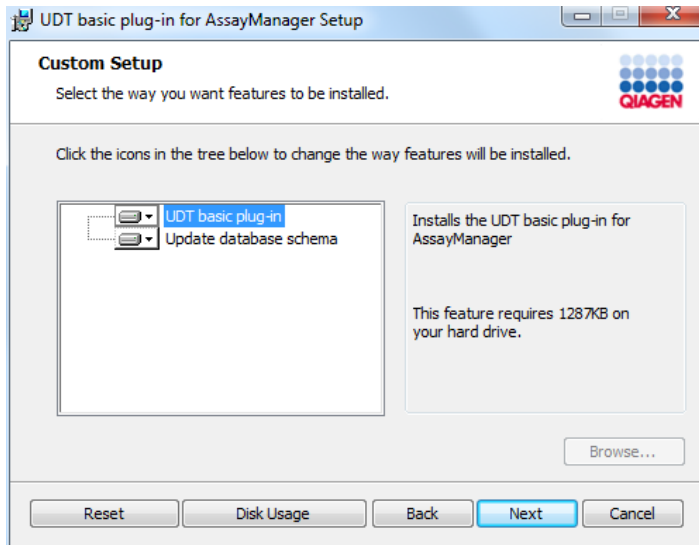 UDT basic plug-in for AssayManager Setup
Custom Setup
Select the way you want features to be installed.
QIAGEN
Click the icons in the tree below to change the way features will be installed.
UDT basic plug-in
Update database schema
Installs the UDT basic plug-in for
AssayManager
This feature requires 1287KB on
your hard drive.
Browse...
Reset
Disk Usage
Back
Next
Cancel